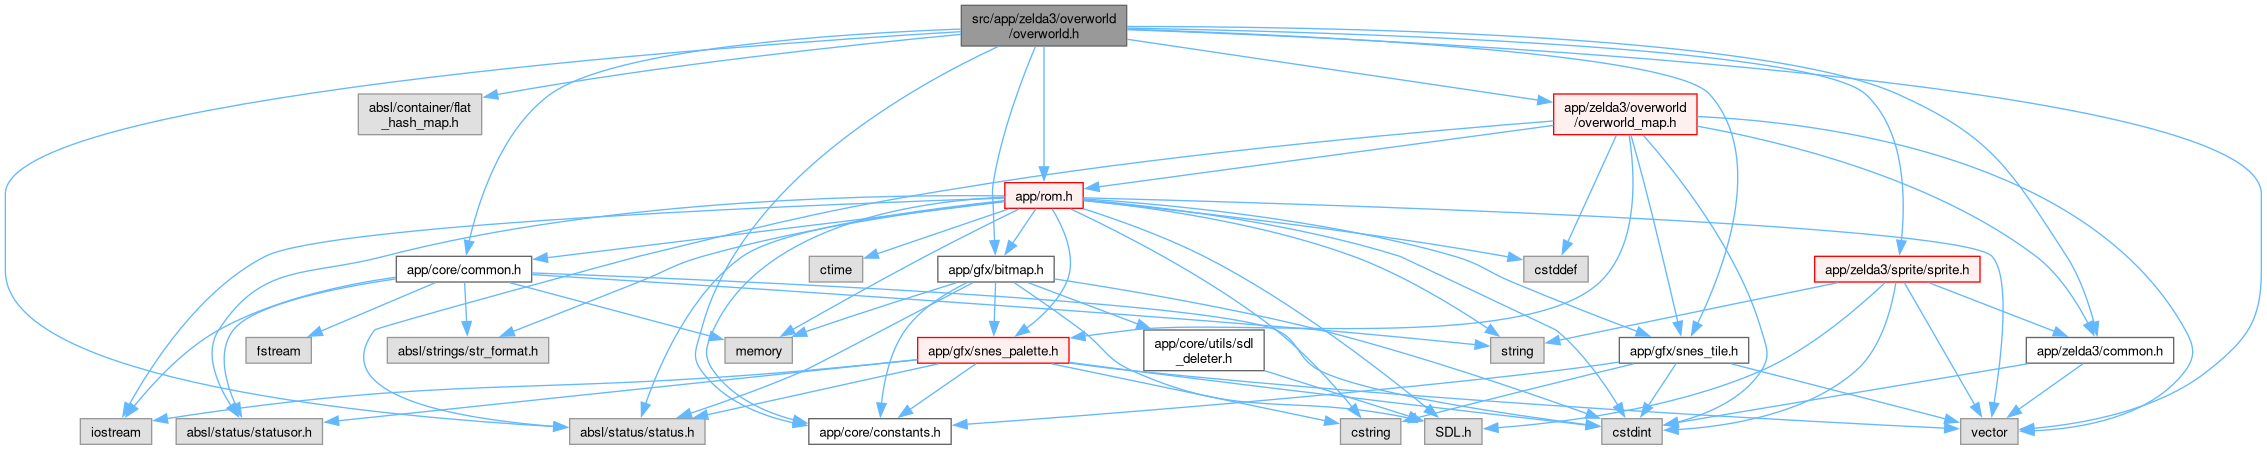 src/app/zelda3/overworld
/overworld.h
absl/container/flat
_hash_map.h
app/zelda3/overworld
/overworld_map.h
app/rom.h
app/core/common.h
ctime
app/gfx/bitmap.h
cstddef
app/zelda3/sprite/sprite.h
fstream
absl/strings/str_format.h
memory
app/gfx/snes_palette.h
app/core/utils/sdl
_deleter.h
string
app/gfx/snes_tile.h
app/zelda3/common.h
iostream
absl/status/statusor.h
absl/status/status.h
app/core/constants.h
cstring
SDL.h
cstdint
vector